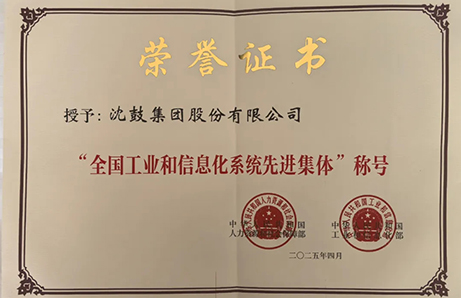 荣誉证书
授予：沈鼓集团股份有限公司
“全国工业和信息化系统先进集体”称号
二〇二五年四月